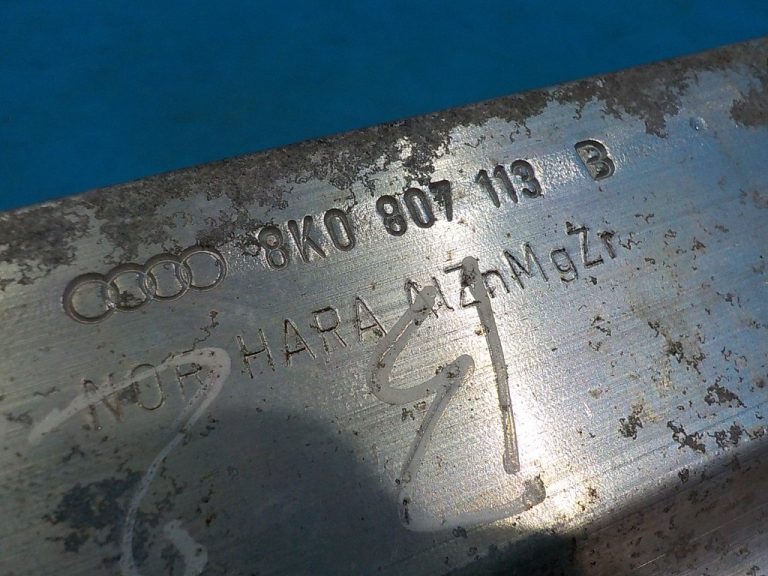 8K0 807 113 B
NOR HARA AlZnMgZr